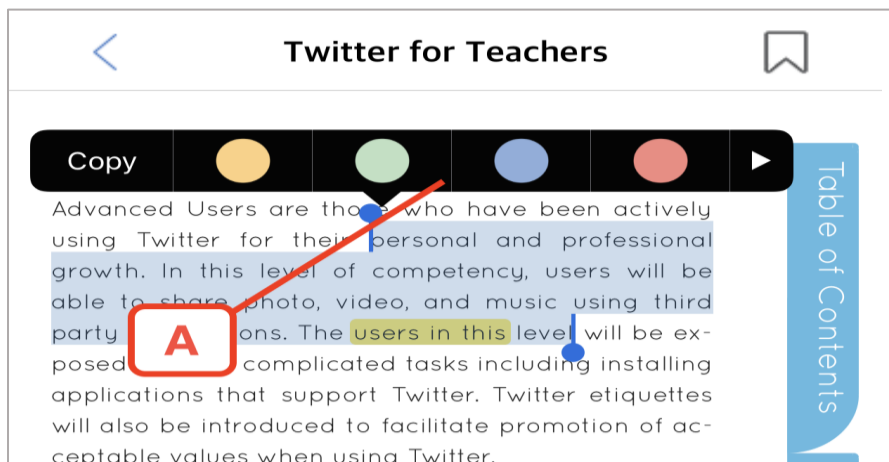 Twitter for Teachers
Copy
Advanced Users are those who have been actively
using Twitter for their personal and professional
growth. In this level of competency, users will be
able to share photo, video, and music using third
party ons. The users in this level will be ex-
posed complicated tasks including installing
applications that support Twitter. Twitter etiquettes
will also be introduced to facilitate promotion of ac-
ceptable values when using Twitter.
A
Table of Contents